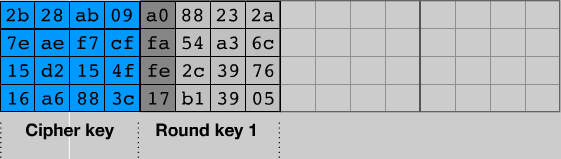 2b 28 ab 09 a0 88 23 2a
7e ae f7 cf fa 54 a3 6c
15 d2 15 4f fe 2c 39 76
16 a6 88 3c 17 b1 39 05
Cipher key Round key 1